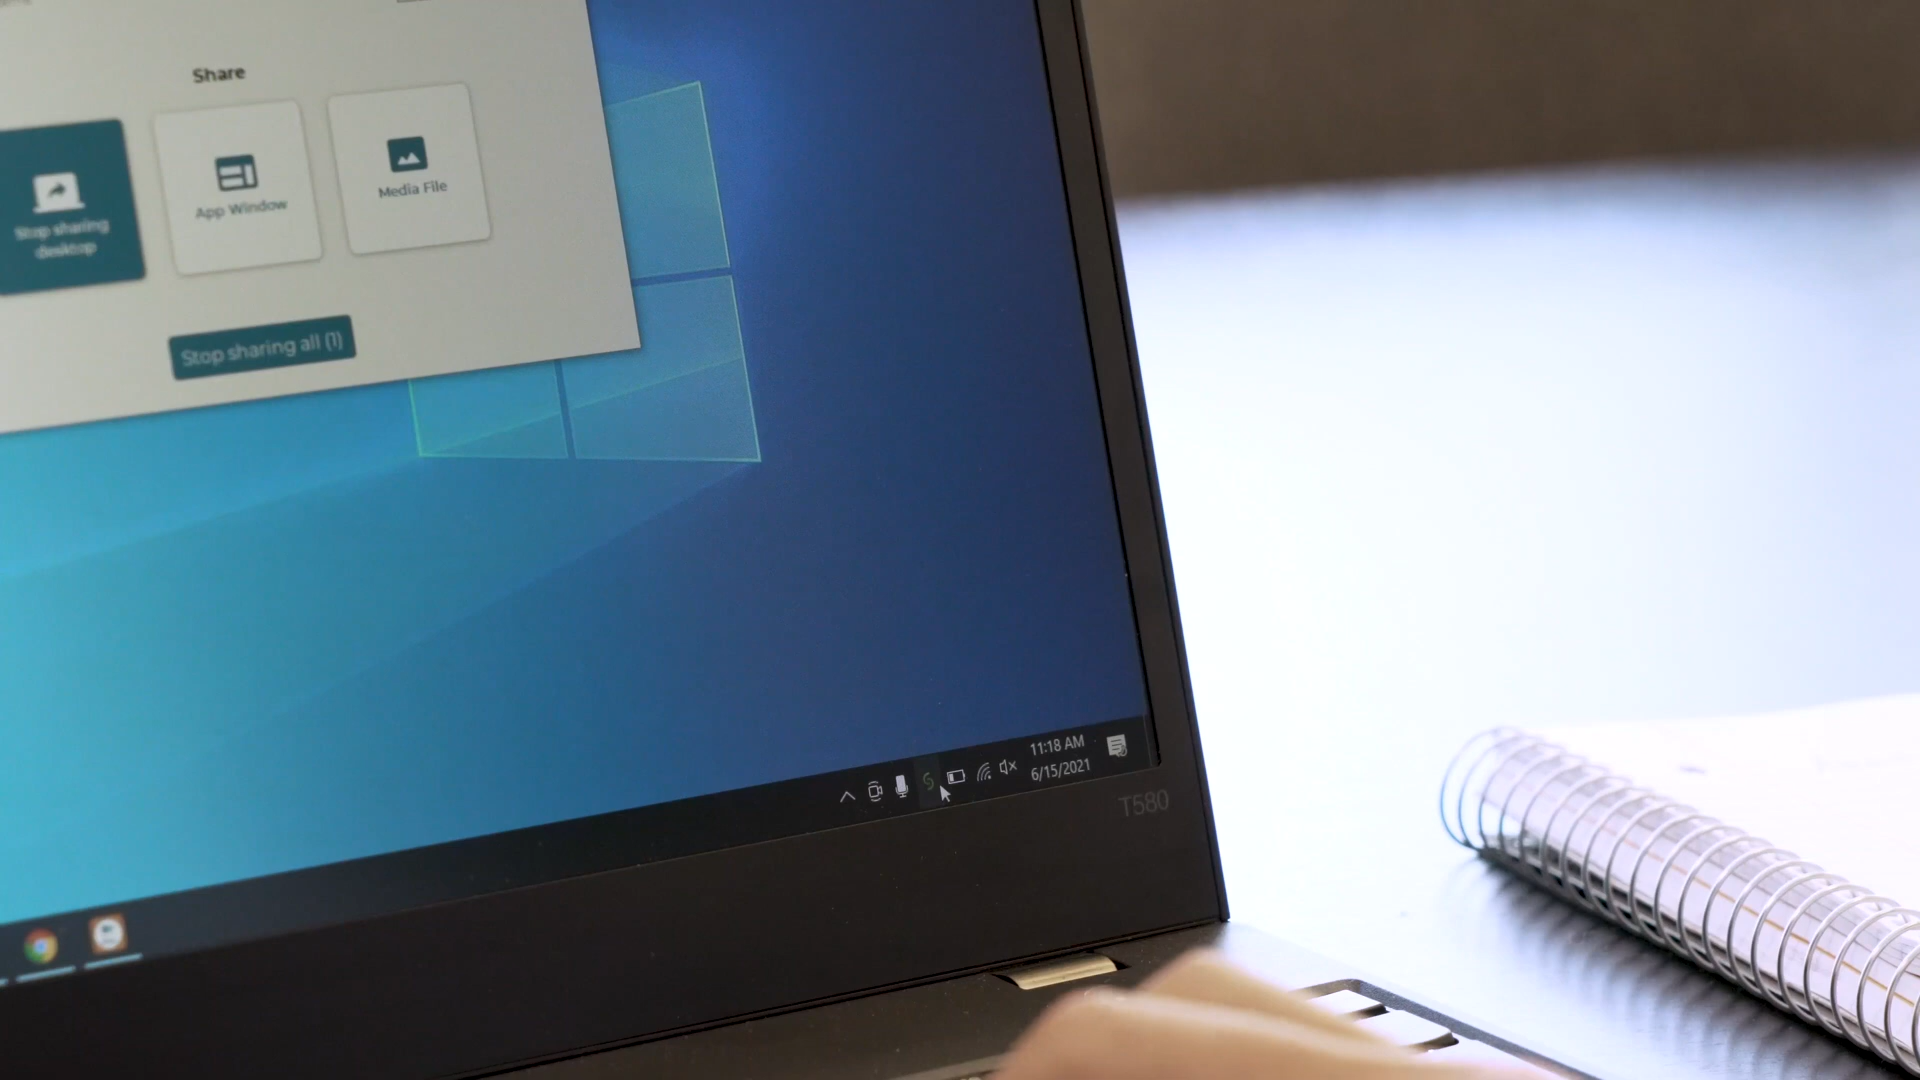 Share
Stop sharing
desktop
App Window
Media File
Stop sharing all (1)
11:18 AM
6/15/2021
T580